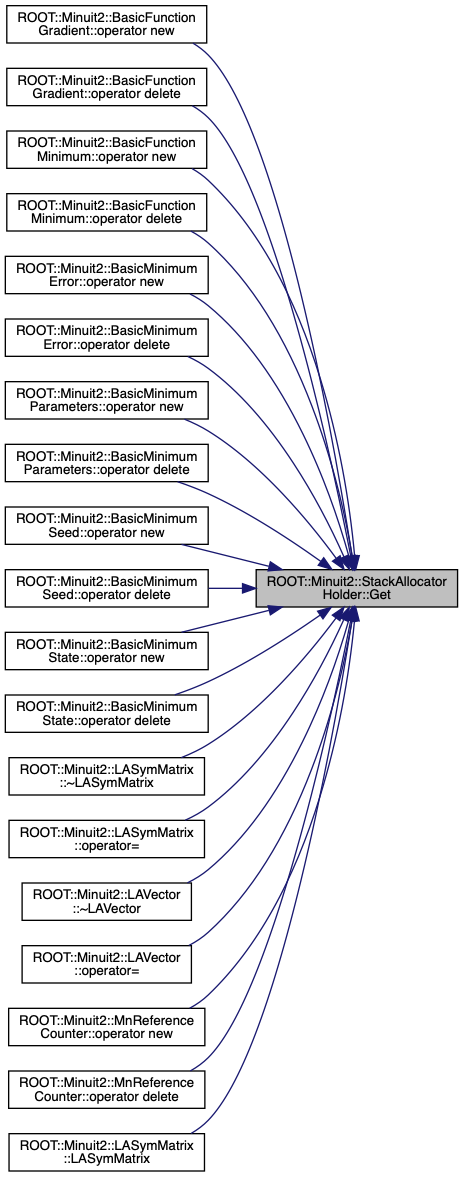 ROOT::Minuit2::BasicFunction
Gradient::operator new
ROOT::Minuit2::BasicFunction
Gradient::operator delete
ROOT::Minuit2::BasicFunction
Minimum::operator new
ROOT::Minuit2::BasicFunction
Minimum::operator delete
ROOT::Minuit2::BasicMinimum
Error::operator new
ROOT::Minuit2::BasicMinimum
Error::operator delete
ROOT::Minuit2::BasicMinimum
Parameters::operator new
ROOT::Minuit2::BasicMinimum
Parameters::operator delete
ROOT::Minuit2::BasicMinimum
Seed::operator new
ROOT::Minuit2::BasicMinimum
Seed::operator delete
ROOT::Minuit2::StackAllocator
Holder::Get
ROOT::Minuit2::BasicMinimum
State::operator new
ROOT::Minuit2::BasicMinimum
State::operator delete
ROOT::Minuit2::LASymMatrix
::~LASymMatrix
ROOT::Minuit2::LASymMatrix
::operator=
ROOT::Minuit2::LAVector
::~LAVector
ROOT::Minuit2::LAVector
::operator=
ROOT::Minuit2::MnReference
Counter::operator new
ROOT::Minuit2::MnReference
Counter::operator delete
ROOT::Minuit2::LASymMatrix
::LASymMatrix